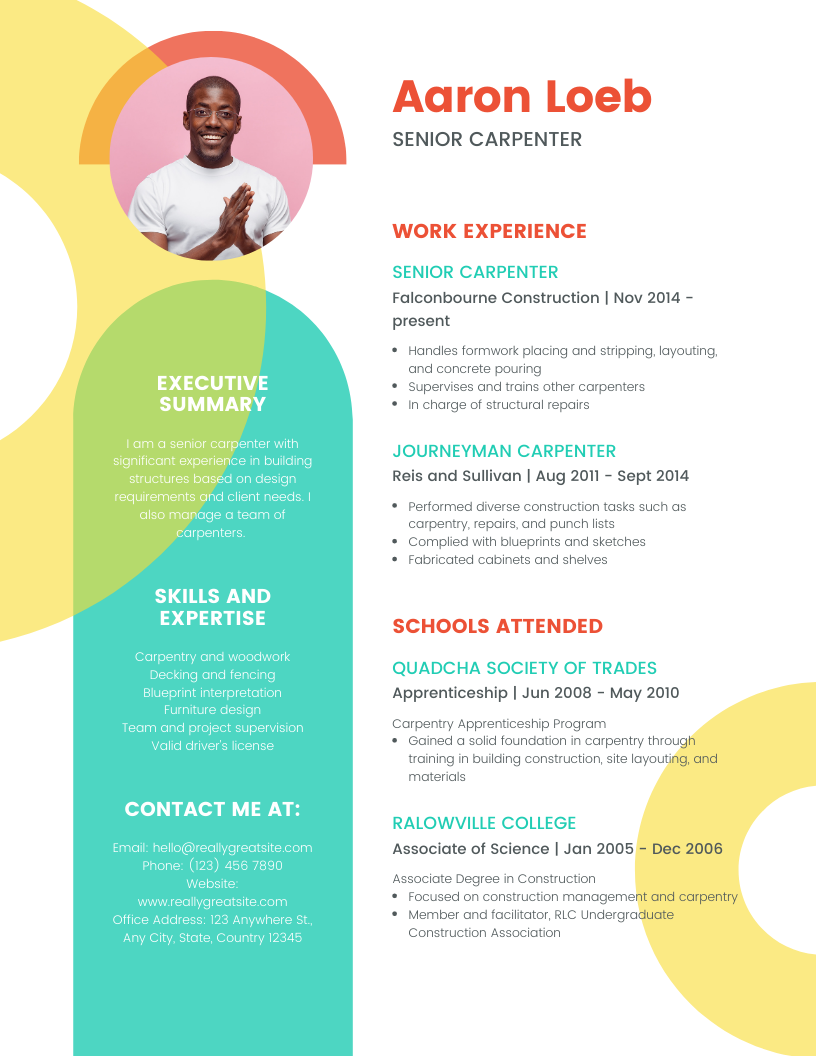 Aaron Loeb
SENIOR CARPENTER
EXECUTIVE
SUMMARY
I am a senior carpenter with
significant experience in building
structures based on design
requirements and client needs. I
also manage a team of
carpenters.
SKILLS AND
EXPERTISE
Carpentry and woodwork
Decking and fencing
Blueprint interpretation
Furniture design
Team and project supervision
Valid driver's license
CONTACT ME AT:
Email: hello@reallygreatsite.com
Phone: (123) 456 7890
Website:
www.reallygreatsite.com
Office Address: 123 Anywhere St.,
Any City, State, Country 12345
WORK EXPERIENCE
SENIOR CARPENTER
Falconbourne Construction | Nov 2014 -
present
• Handles formwork placing and stripping, layouting,
and concrete pouring
• Supervises and trains other carpenters
• In charge of structural repairs
JOURNEYMAN CARPENTER
Reis and Sullivan | Aug 2011 - Sept 2014
• Performed diverse construction tasks such as
carpentry, repairs, and punch lists
• Complied with blueprints and sketches
• Fabricated cabinets and shelves
SCHOOLS ATTENDED
QUADCHA SOCIETY OF TRADES
Apprenticeship | Jun 2008 - May 2010
Carpentry Apprenticeship Program
• Gained a solid foundation in carpentry through
training in building construction, site layouting, and
materials
RALOWVILLE COLLEGE
Associate of Science | Jan 2005 - Dec 2006
Associate Degree in Construction
• Focused on construction management and carpentry
• Member and facilitator, RLC Undergraduate
Construction Association